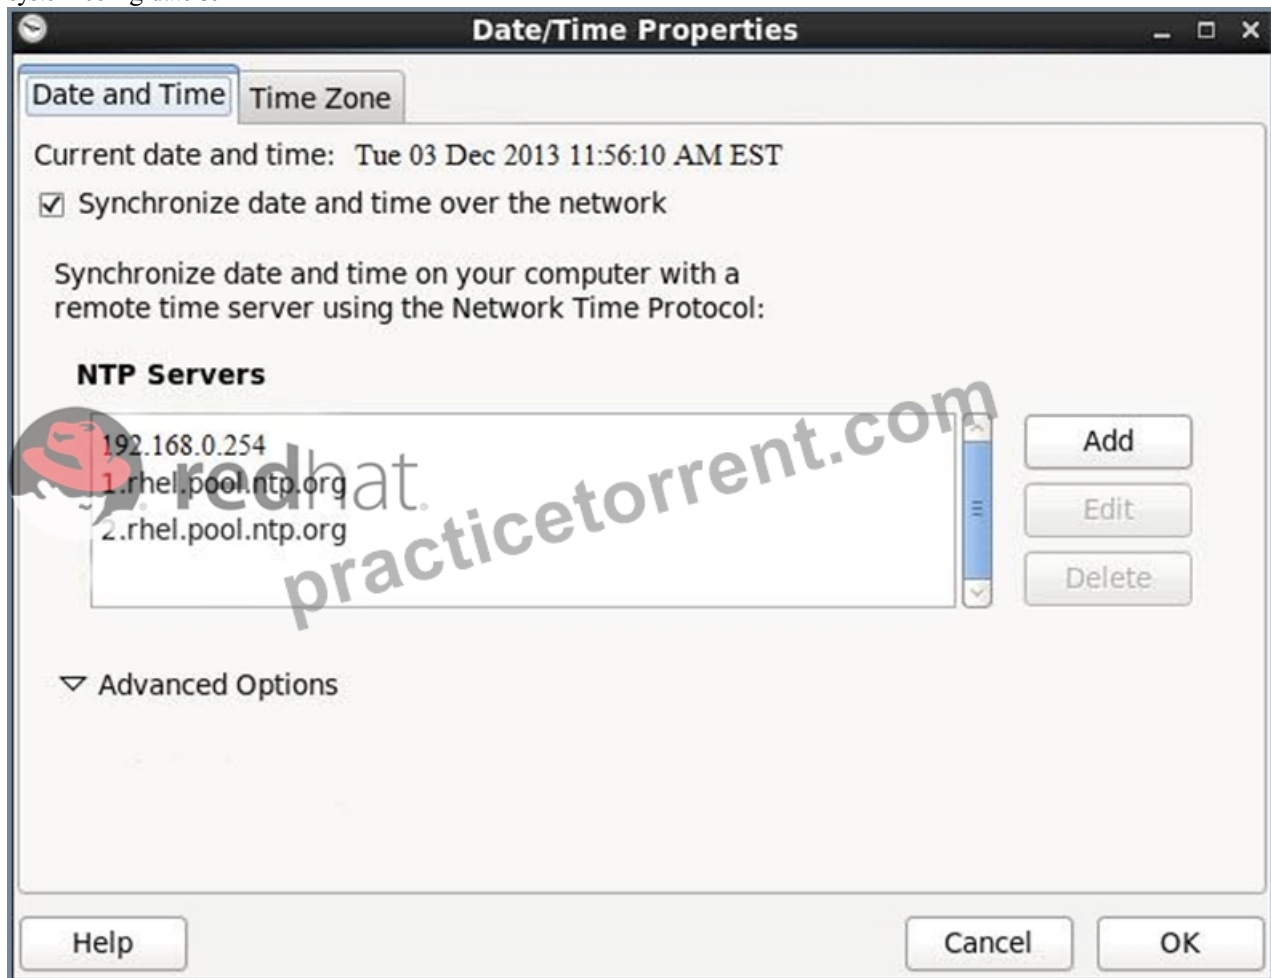 Date/Time Properties
Date and Time
Time Zone
Current date and time: Tue 03 Dec 2013 11:56:10 AM EST
Synchronize date and time over the network
Synchronize date and time on your computer with a
remote time server using the Network Time Protocol:
NTP Servers
192.168.0.254
1.rhel.pool.ntp.org
2.rhel.pool.ntp.org
redhat.
practicetorrent.com
Add
Edit
Delete
Advanced Options
Help
Cancel
OK